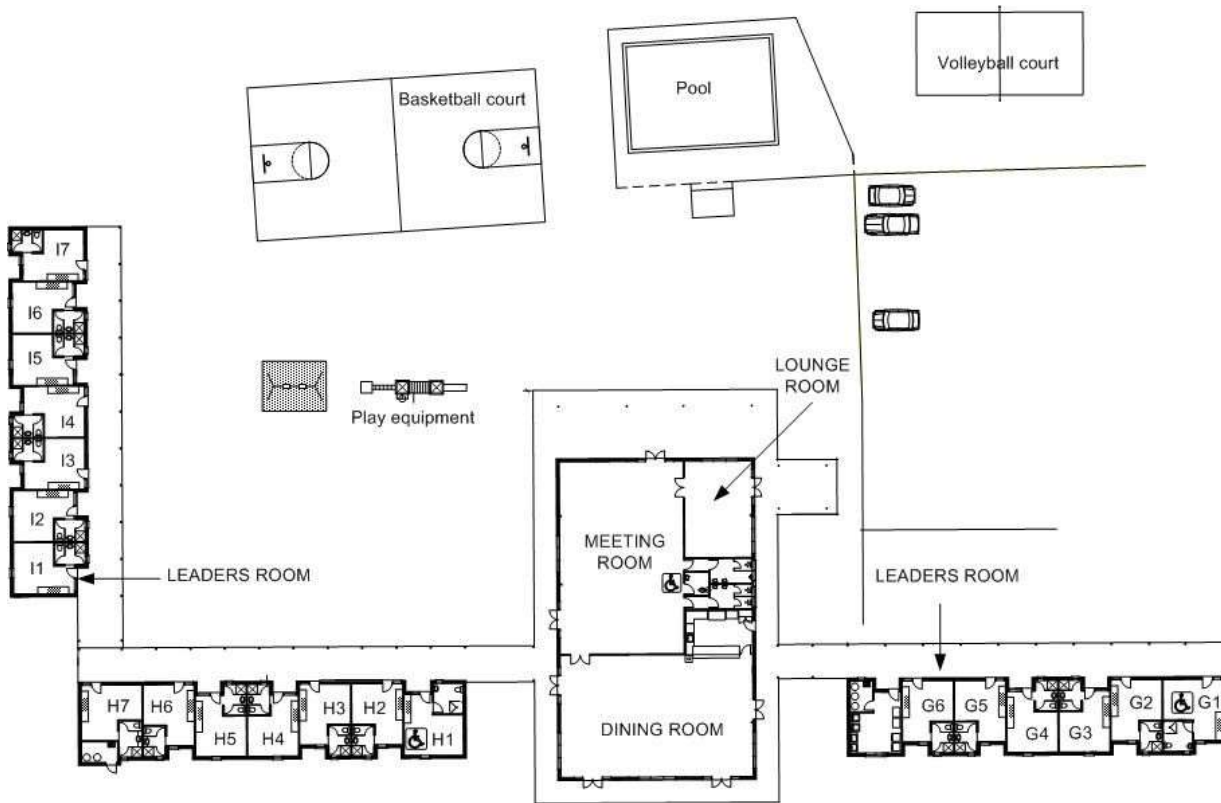 Volleyball court
Pool
Basketball court
I7
I6
I5
I4
I3
I2
I1
Play equipment
LOUNGE
ROOM
MEETING
ROOM
LEADERS ROOM
LEADERS ROOM
H7
H6
H5
H4
H3
H2
H1
DINING ROOM
G6
G5
G4
G3
G2
G1